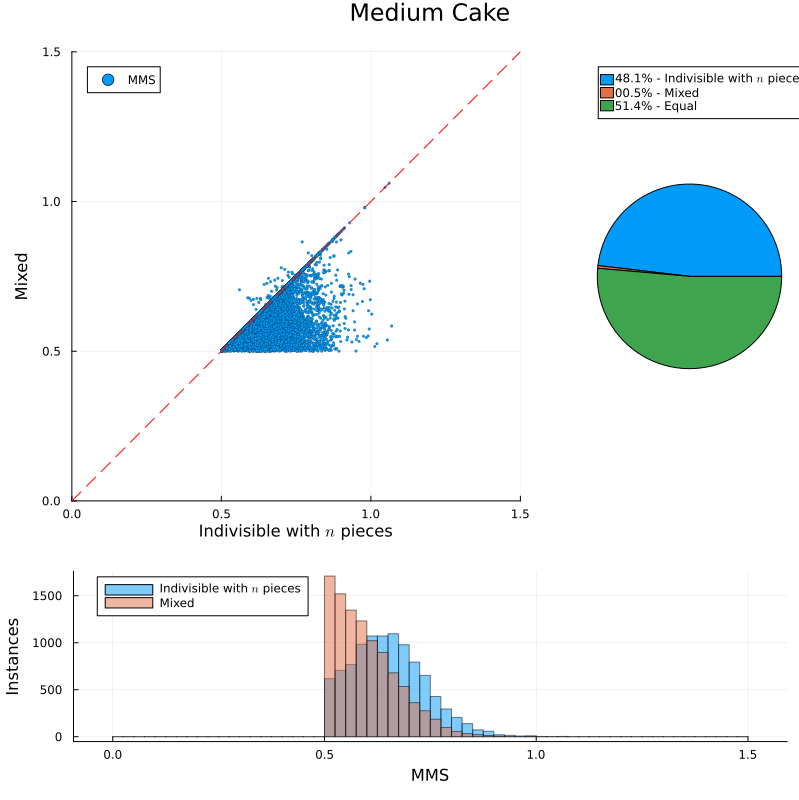 Medium Cake
1.5
MMS
1.0
Mixed
0.5
0.0
0.0 0.5 1.0 1.5
Indivisible with n pieces
48.1% - Indivisible with n piece
00.5% - Mixed
51.4% - Equal
Indivisible with n pieces
Mixed
1500
1000
500
0
Instances
0.0 0.5 1.0 1.5
MMS